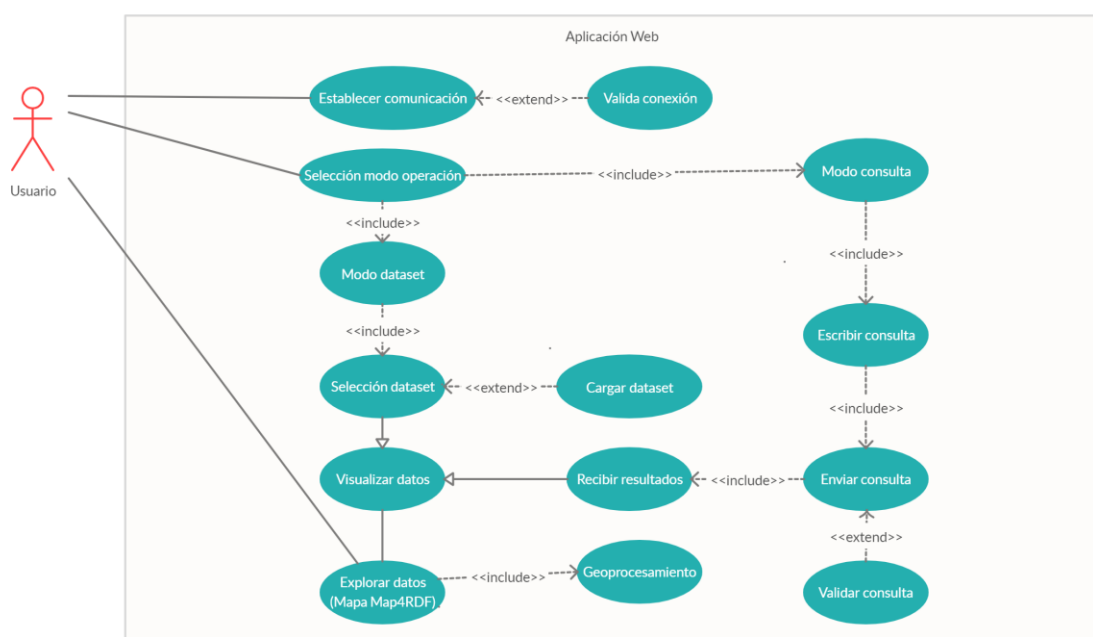 Aplicación Web
Establecer comunicación
<<extend>>
Valida conexión
Usuario
Selección modo operación
<<include>>
Modo consulta
<<include>>
Modo dataset
<<include>>
<<include>>
Escribir consulta
Selección dataset
<<extend>>
Cargar dataset
<<include>>
Visualizar datos
Recibir resultados
<<include>>
Enviar consulta
<<extend>>
Explorar datos
(Mapa Map4RDF)
<<include>>
Geoprocesamiento
Validar consulta